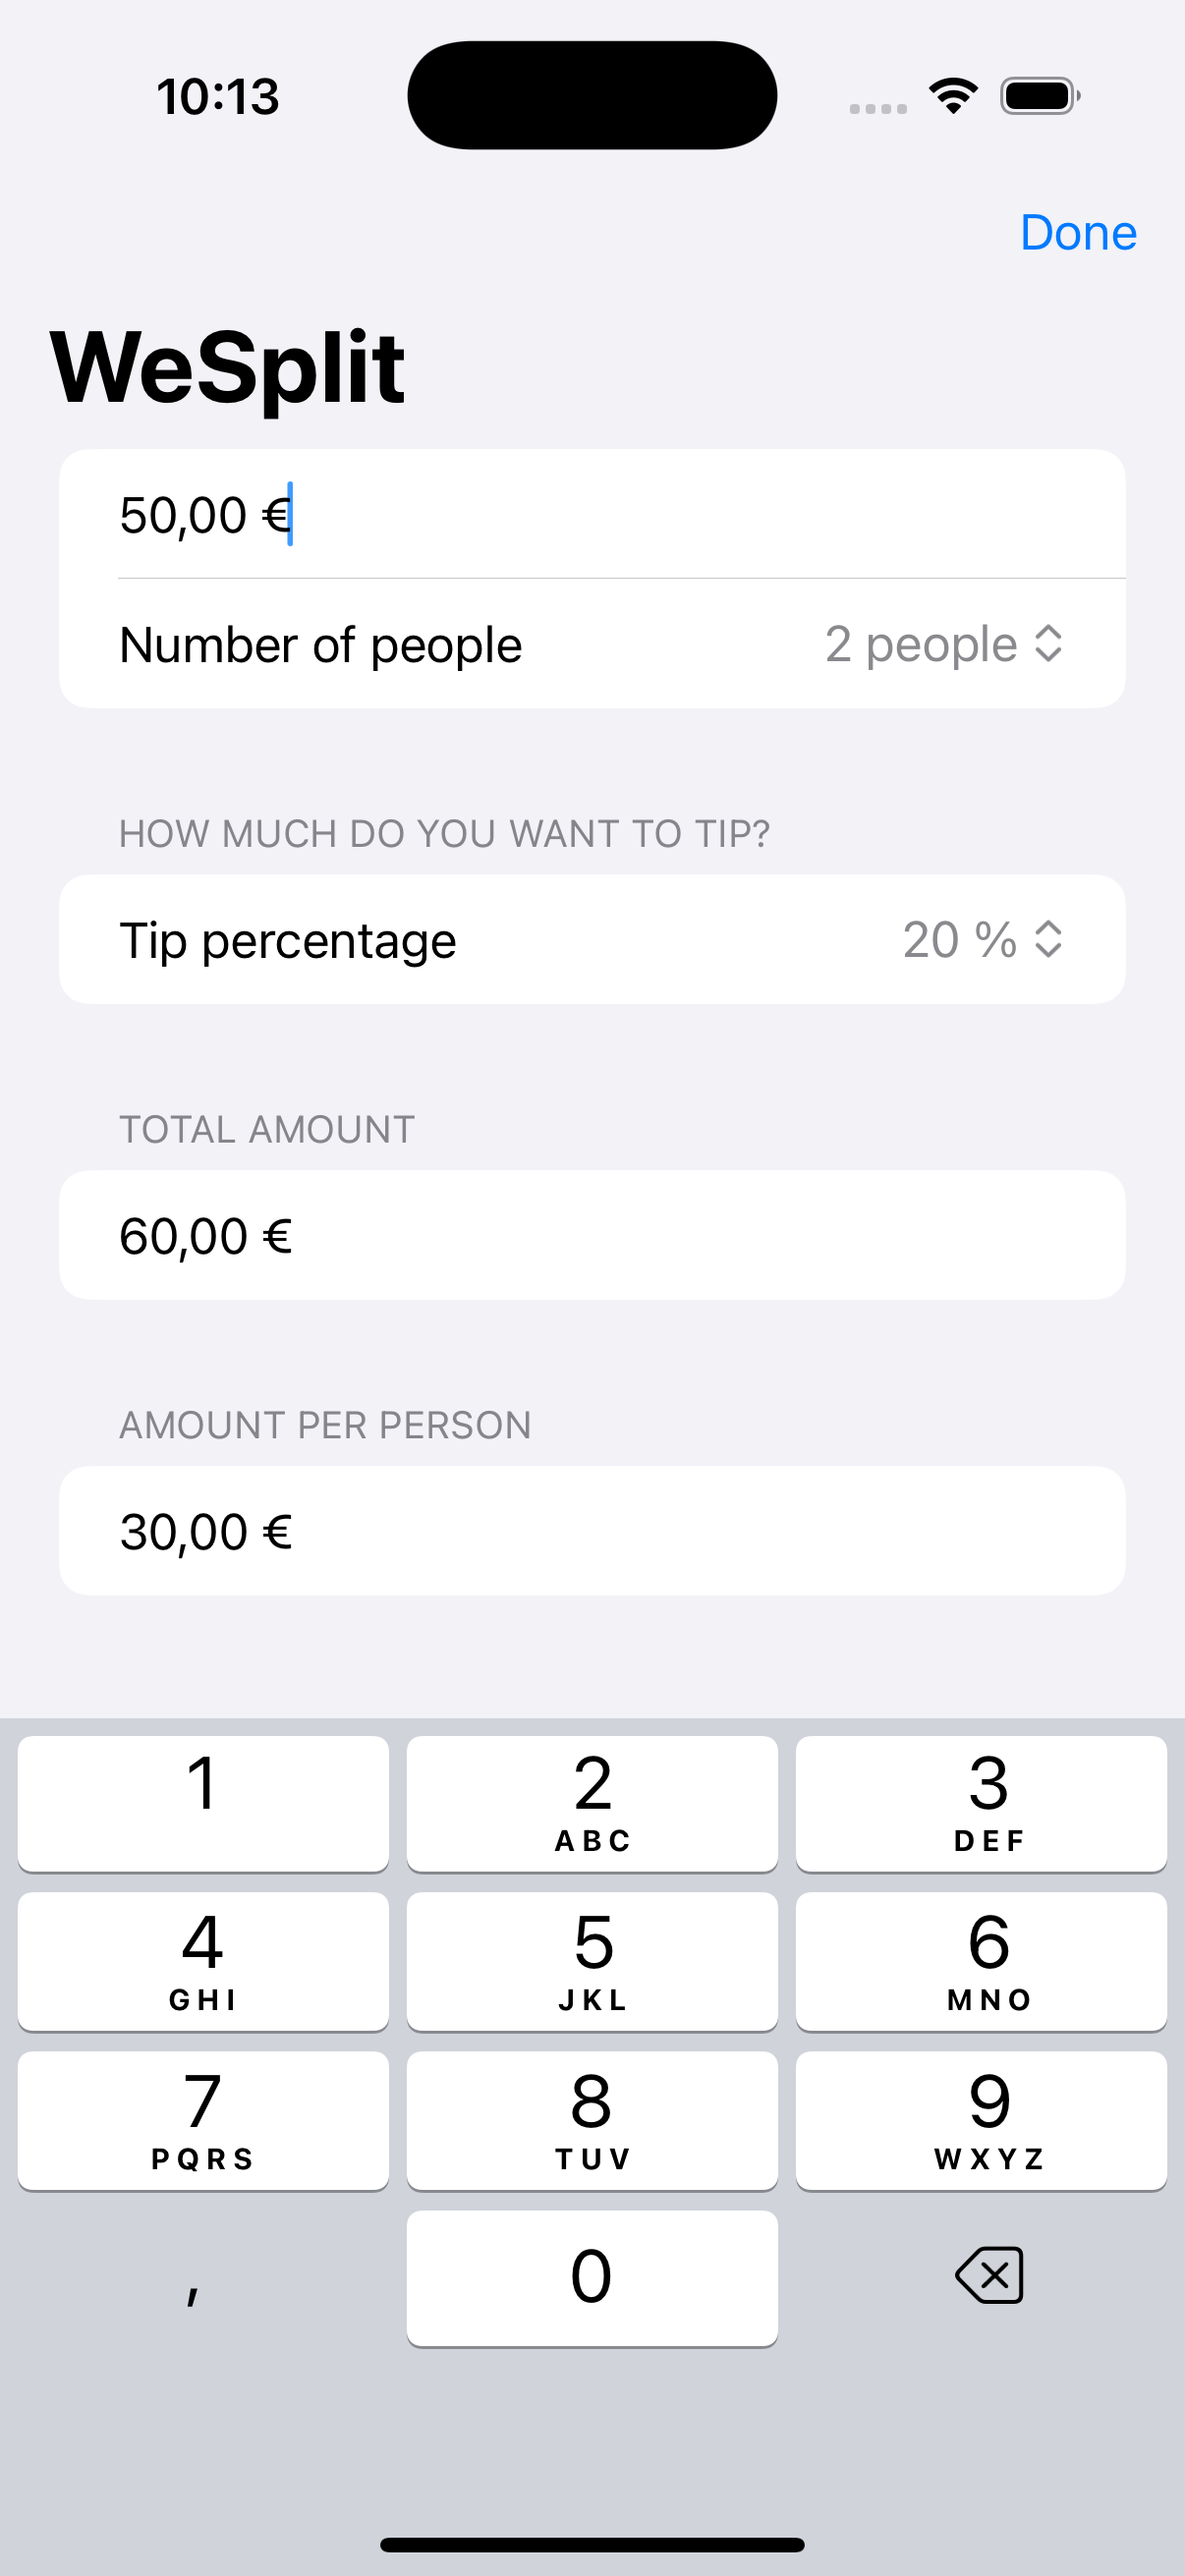 10:13
Done
WeSplit
50,00 €
Number of people 2 people
HOW MUCH DO YOU WANT TO TIP?
Tip percentage 20 %
TOTAL AMOUNT
60,00 €
AMOUNT PER PERSON
30,00 €
1 2 3
ABC DEF
4 5 6
GHI JKL MNO
7 8 9
PQRS TUV WXYZ
, 0